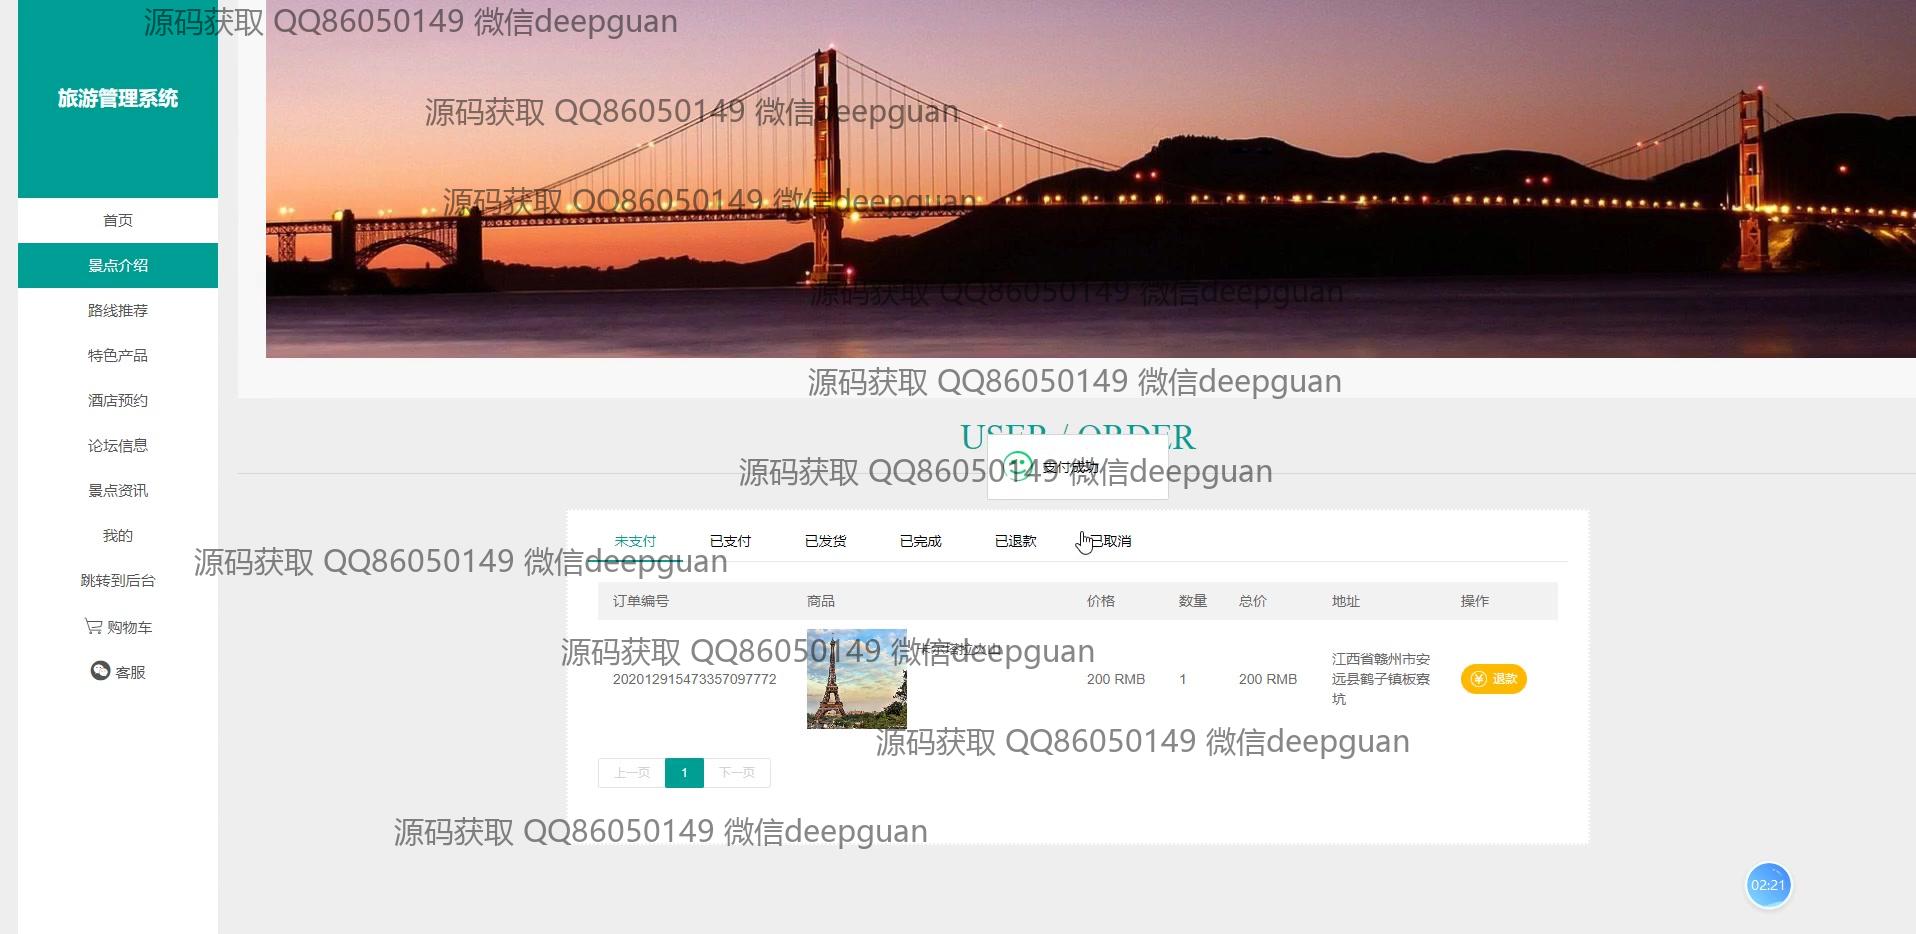 源码获取 QQ86050149 微信deepguan
旅游管理系统
源码获取 QQ86050149 微信deepguan
源码获取 QQ86050149 微信deepguan
首页
景点介绍
源码获取 QQ86050149 微信deepguan
路线推荐
特色产品
源码获取 QQ86050149 微信deepguan
酒店预约
论坛信息
USER / ORDER
支付成功
源码获取 QQ86050149 微信deepguan
景点资讯
我的
未支付 已支付 已发货 已完成 已退款 已取消
源码获取 QQ86050149 微信deepguan
跳转到后台
订单编号 商品 价格 数量 总价 地址 操作
购物车
源码获取 QQ86050149 微信deepguan
客服
202012915473357097772 200 RMB 1 200 RMB 江西省赣州市安
远县鹤子镇板寮
坑
退款
源码获取 QQ86050149 微信deepguan
上一页 1 下一页
源码获取 QQ86050149 微信deepguan
02:21